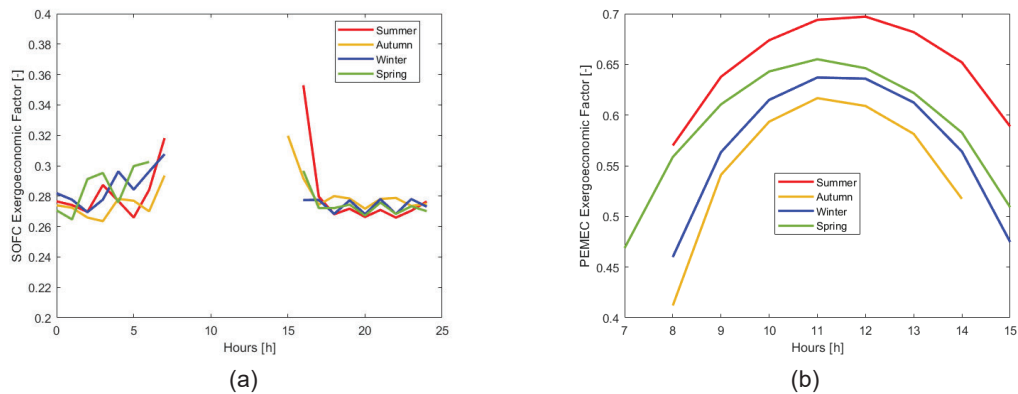 0.4
0.38
0.36
0.34
0.32
0.3
0.28
0.26
0.24
0.22
0.2
SOFC Exergoeconomic Factor [-]
Summer
Autumn
Winter
Spring
0 5 10 15 20 25
Hours [h]
(a)
0.7
0.65
0.6
0.55
0.5
0.45
0.4
PEMEC Exergoeconomic Factor [-]
Summer
Autumn
Winter
Spring
7 8 9 10 11 12 13 14 15
Hours [h]
(b)